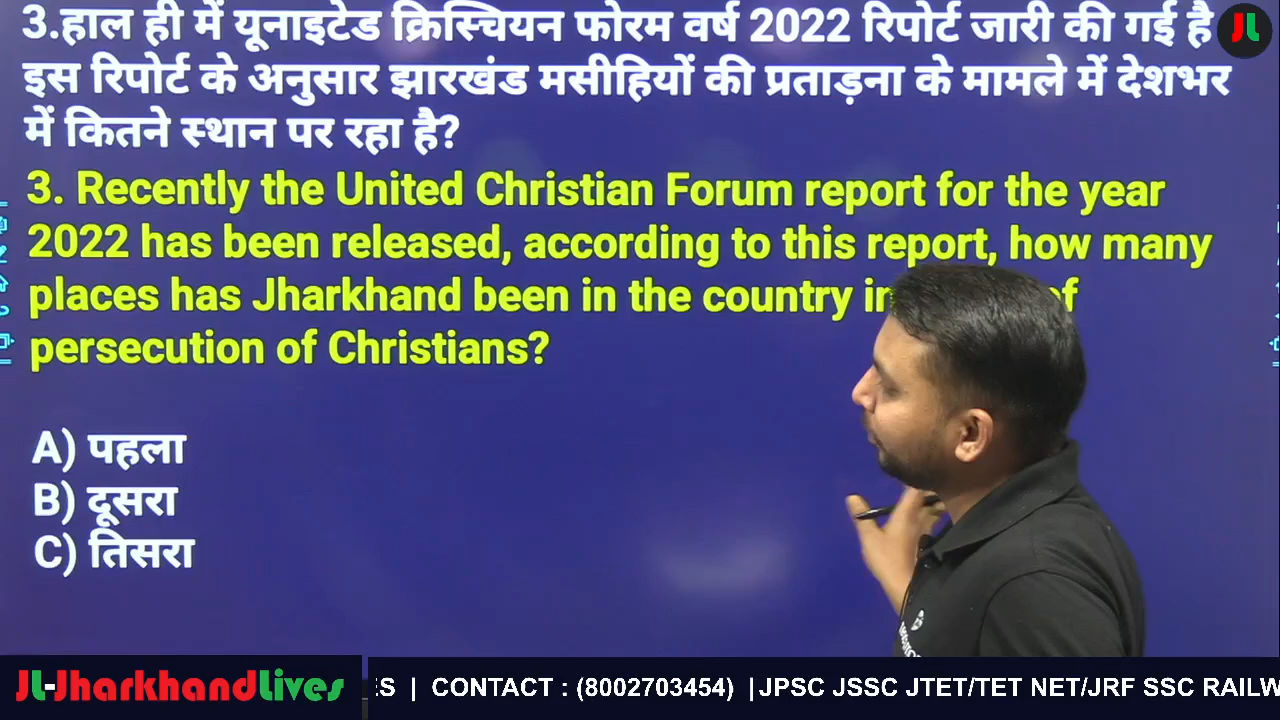 3.हाल ही में यूनाइटेड क्रिस्चियन फोरम वर्ष 2022 रिपोर्ट जारी की गई है
JL
इस रिपोर्ट के अनुसार झारखंड मसीहियों की प्रताड़ना के मामले में देशभर
में कितने स्थान पर रहा है?
3. Recently the United Christian Forum report for the year
2022 has been released, according to this report, how many
places has Jharkhand been in the country in of
persecution of Christians?
A) पहला
B) दूसरा
C) तिसरा
JL-JharkhandLives
ES | CONTACT : (8002703454) | JPSC JSSC JTET/TET NET/JRF SSC RAILW